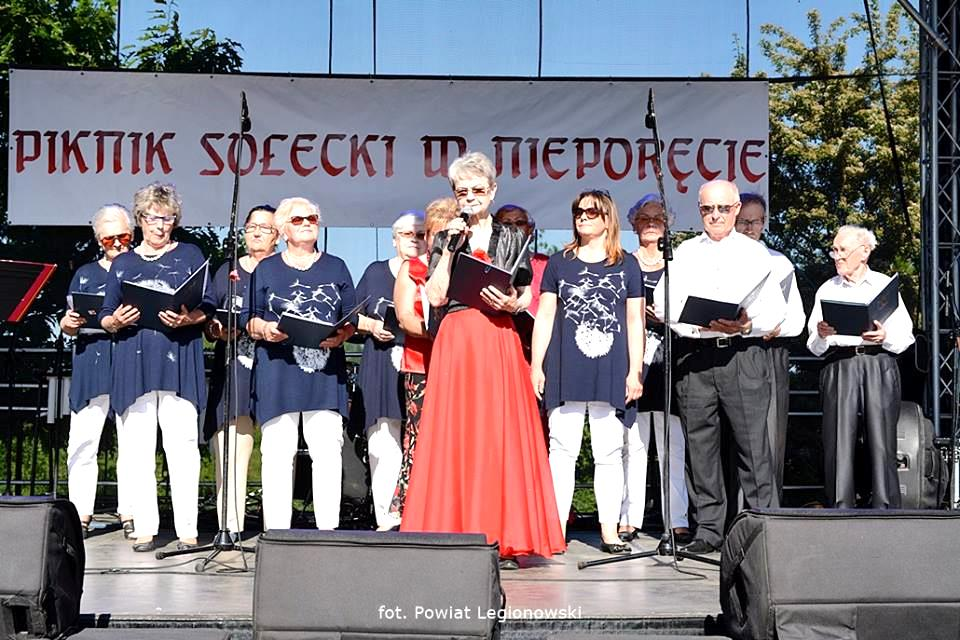 PIKNIK SOŁECKI W NIEPORĘCIE
fot. Powiat Legionowski